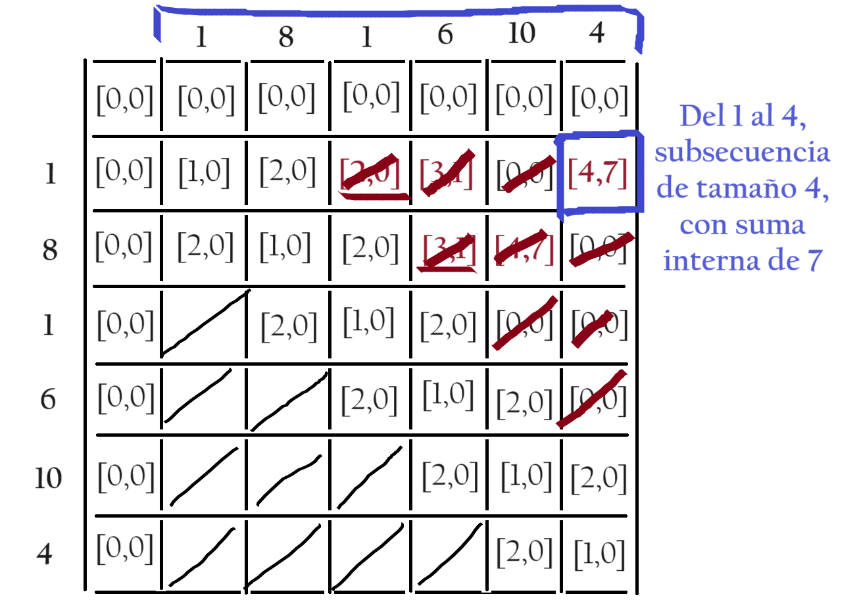 1 8 1 6 10 4
[0,0] [0,0] [0,0] [0,0] [0,0] [0,0] [0,0]
1 [0,0] [1,0] [2,0] [2,0] [3,1] [0,0] [4,7]
8 [0,0] [2,0] [1,0] [2,0] [3,1] [4,7] [0,0]
1 [0,0] [2,0] [1,0] [2,0] [0,0] [0,0]
6 [0,0] [2,0] [1,0] [2,0] [0,0]
10 [0,0] [2,0] [1,0] [2,0]
4 [0,0] [2,0] [1,0]
Del 1 al 4,
subsecuencia
de tamaño 4,
con suma
interna de 7